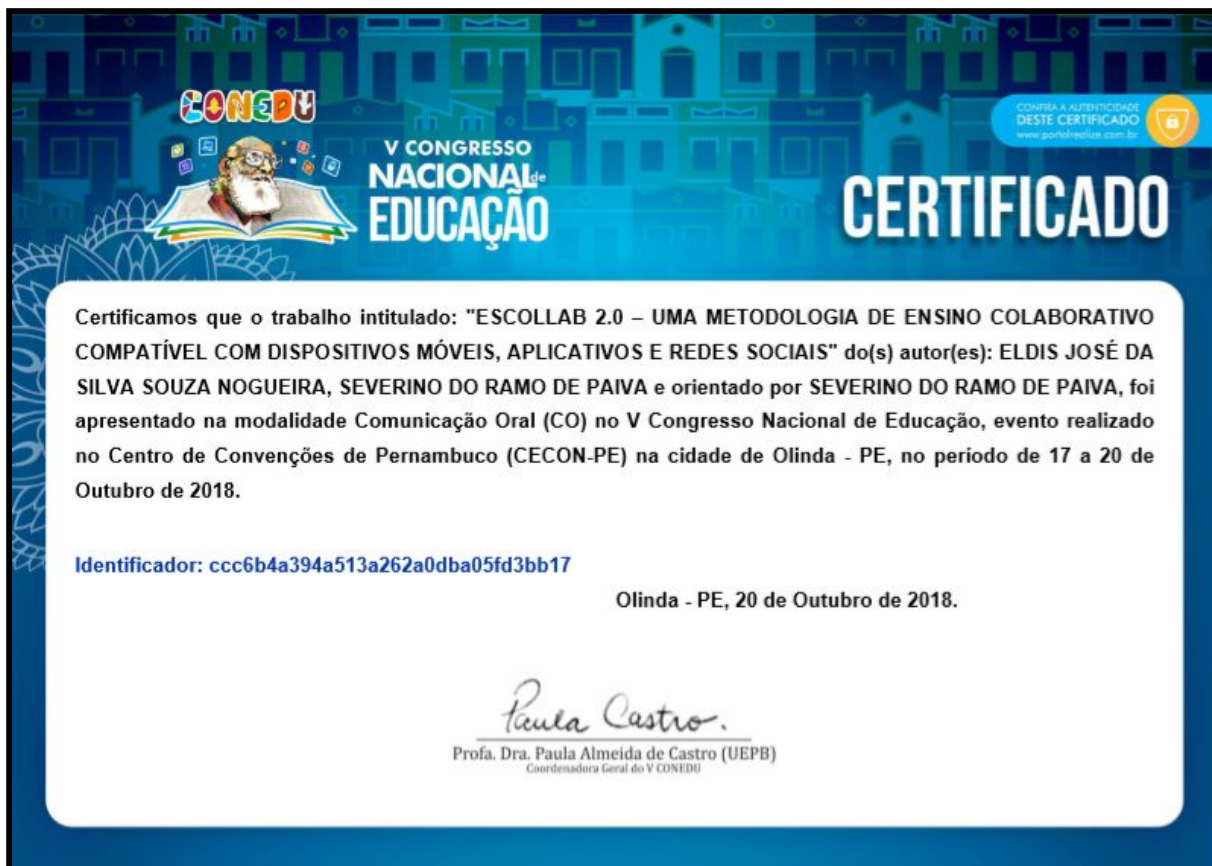 CONEDU
V CONGRESSO
NACIONAL de
EDUCAÇÃO
CONFIRA A AUTENTICIDADE
DESTE CERTIFICADO
www.portalrealize.com.br
CERTIFICADO
Certificamos que o trabalho intitulado: "ESCOLLAB 2.0 – UMA METODOLOGIA DE ENSINO COLABORATIVO
COMPATÍVEL COM DISPOSITIVOS MÓVEIS, APLICATIVOS E REDES SOCIAIS" do(s) autor(es): ELDIS JOSÉ DA
SILVA SOUZA NOGUEIRA, SEVERINO DO RAMO DE PAIVA e orientado por SEVERINO DO RAMO DE PAIVA, foi
apresentado na modalidade Comunicação Oral (CO) no V Congresso Nacional de Educação, evento realizado
no Centro de Convenções de Pernambuco (CECON-PE) na cidade de Olinda - PE, no período de 17 a 20 de
Outubro de 2018.
Identificador: ccc6b4a394a513a262a0dba05fd3bb17
Olinda - PE, 20 de Outubro de 2018.
Paula Castro.
Profa. Dra. Paula Almeida de Castro (UEPB)
Coordenadora Geral do V CONEDU